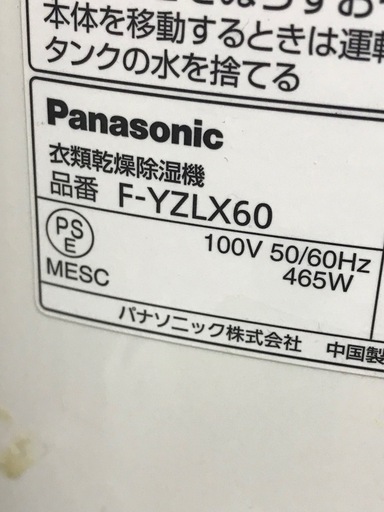 本体を移動するときは運転
タンクの水を捨てる
Panasonic
衣類乾燥除湿機
品番 F-YZLX60
PS
E
100V 50/60Hz
465W
MESC
パナソニック株式会社 中国製